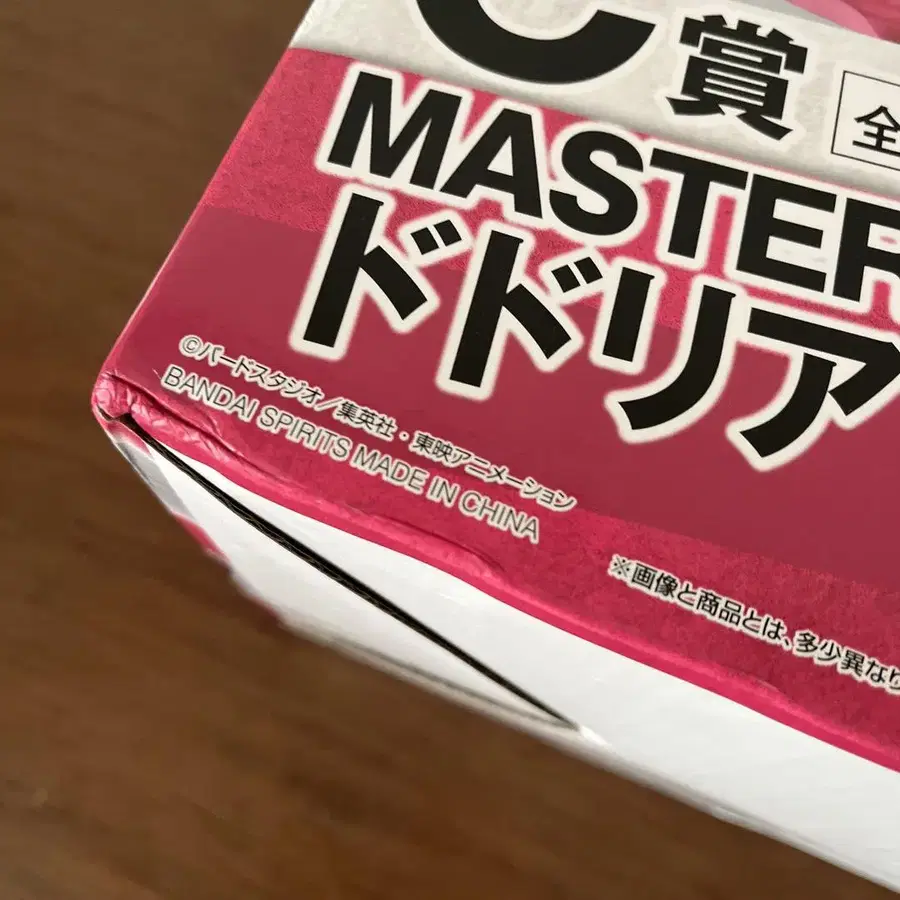 賞
全
MASTER
ドドリア
©バードスタジオ／集英社・東映アニメーション
BANDAI SPIRITS MADE IN CHINA
※画像と商品とは、多少異なり